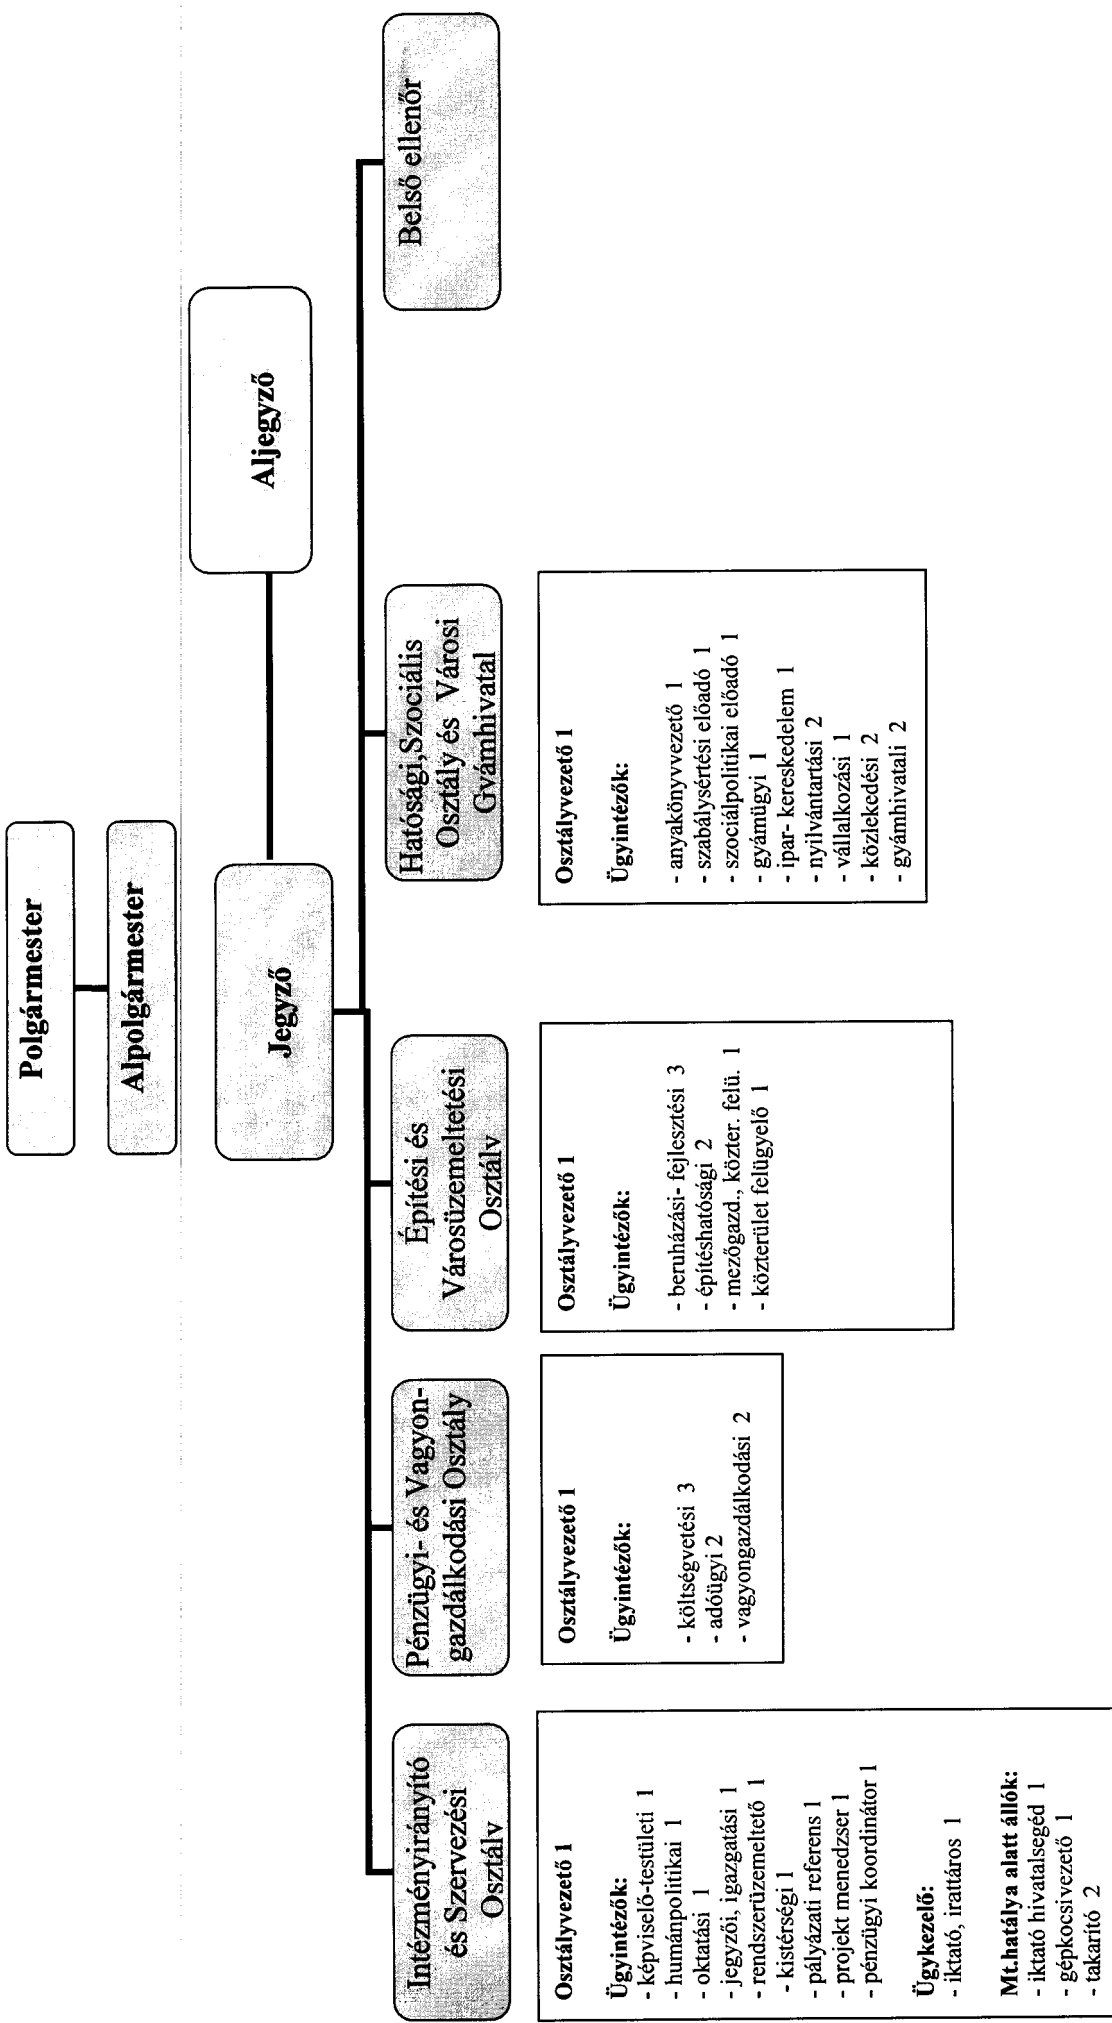 Polgármester
Alpolgármester
Jegyző
Aljegyző
Intézményirányító
és Szervezési
Osztály
Pénzügyi- és Vagyon-
gazdálkodási Osztály
Építési és
Városüzemeltetési
Osztály
Hatósági,Szociális
Osztály és Városi
Gyámhivatal
Belső ellenőr
Osztályvezető 1
Ügyintézők:
- képviselő-testületi 1
- humánpolitikai 1
- oktatási 1
- jegyzői, igazgatási 1
- rendszerüzemeltető 1
- kistérségi 1
- pályázati referens 1
- projekt menedzser 1
- pénzügyi koordinátor 1
Ügykezelő:
- iktató, irattáros 1
Mt.hatálya alatt állók:
- iktató hivatalsegéd 1
- gépkocsivezető 1
- takarító 2
Osztályvezető 1
Ügyintézők:
- költségvetési 3
- adóügyi 2
- vagyongazdálkodási 2
Osztályvezető 1
Ügyintézők:
- beruházási- fejlesztési 3
- építéshatósági 2
- mezőgazd., közter. felü. 1
- közterület felügyelő 1
Osztályvezető 1
Ügyintézők:
- anyakönyvvezető 1
- szabálysértési előadó 1
- szociálpolitikai előadó 1
- gyámügyi 1
- ipar- kereskedelem 1
- nyilvántartási 2
- vállalkozási 1
- közlekedési 2
- gyámhivatali 2